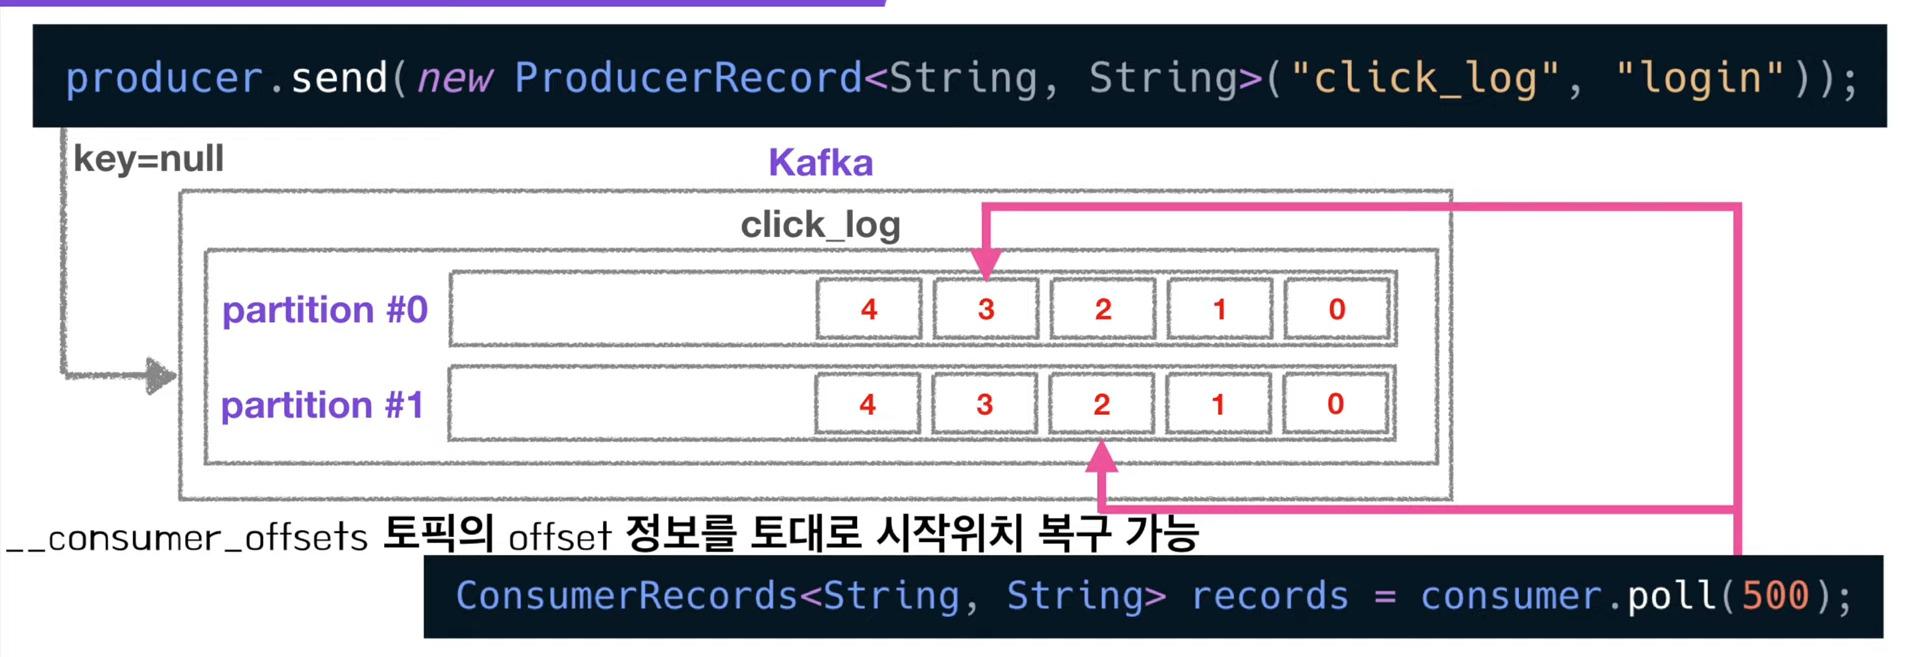 producer.send(new ProducerRecord<String, String>("click_log", "login"));
key=null
Kafka
click_log
partition #0 4 3 2 1 0
partition #1 4 3 2 1 0
__consumer_offsets 토픽의 offset 정보를 토대로 시작위치 복구 가능
ConsumerRecords<String, String> records = consumer.poll(500);